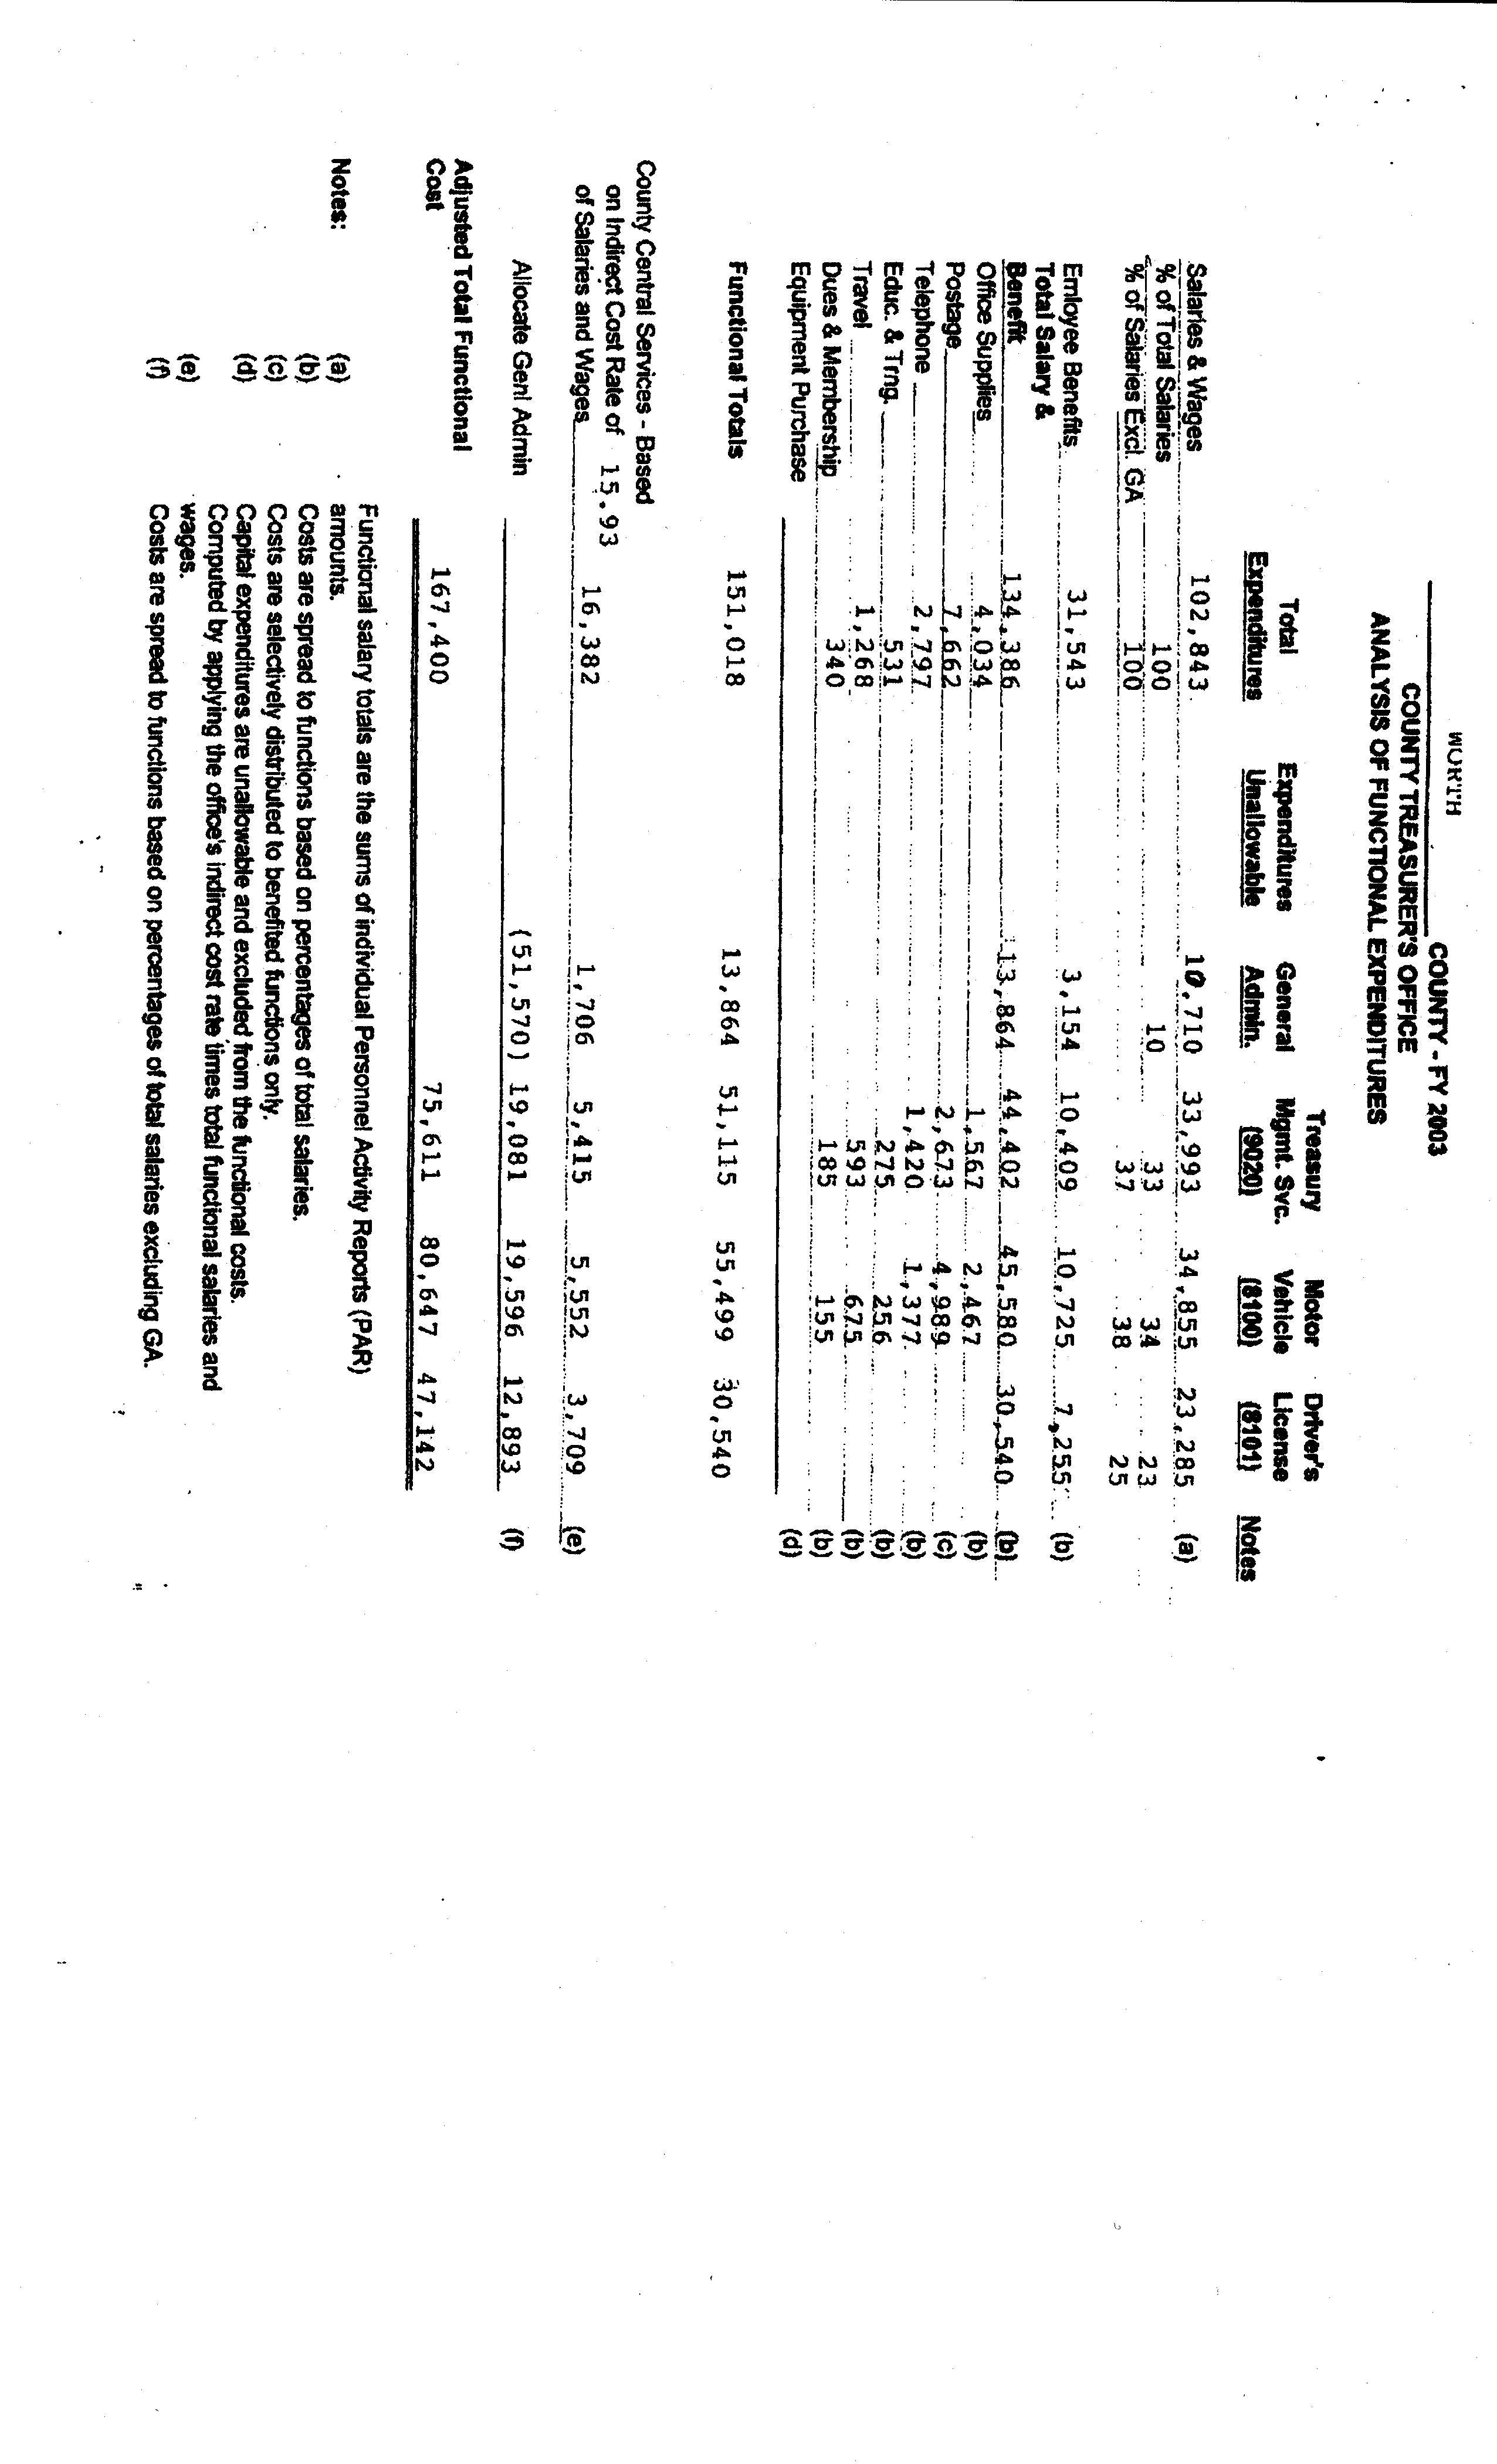 WORTH
COUNTY - FY 2003
COUNTY TREASURER'S OFFICE
ANALYSIS OF FUNCTIONAL EXPENDITURES
Total Expenditures Treasury Motor Driver's
Expenditures Unallowable General Mgmt. Svc. Vehicle License
Admin. (9020) (8100) (8101) Notes
Salaries & Wages 102,843 10,710 33,993 34,855 23,285 (a)
% of Total Salaries 100 10 33 34 23
% of Salaries Excl. GA 100 37 38 25
Emloyee Benefits 31,543 3,154 10,409 10,725 7,255 (b)
Total Salary &
Benefit 134,386 13,864 44,402 45,580 30,540 (b)
Office Supplies 4,034 1,567 2,467 (b)
Postage 7,662 2,673 4,989 (c)
Telephone 2,797 1,420 1,377 (b)
Educ. & Trng. 531 275 256 (b)
Travel 1,268 593 675 (b)
Dues & Membership 340 185 155 (b)
Equipment Purchase (d)
Functional Totals 151,018 13,864 51,115 55,499 30,540
County Central Services - Based
on Indirect Cost Rate of 15.93
of Salaries and Wages 16,382 1,706 5,415 5,552 3,709 (e)
Allocate Genl Admin (51,570) 19,081 19,596 12,893 (f)
Adjusted Total Functional
Cost 167,400 75,611 80,647 47,142
Functional salary totals are the sums of individual Personnel Activity Reports (PAR)
Notes: (a) amounts.
(b) Costs are spread to functions based on percentages of total salaries.
(c) Costs are selectively distributed to benefited functions only.
(d) Capital expenditures are unallowable and excluded from the functional costs.
Computed by applying the office's indirect cost rate times total functional salaries and
(e) wages.
(f) Costs are spread to functions based on percentages of total salaries excluding GA.